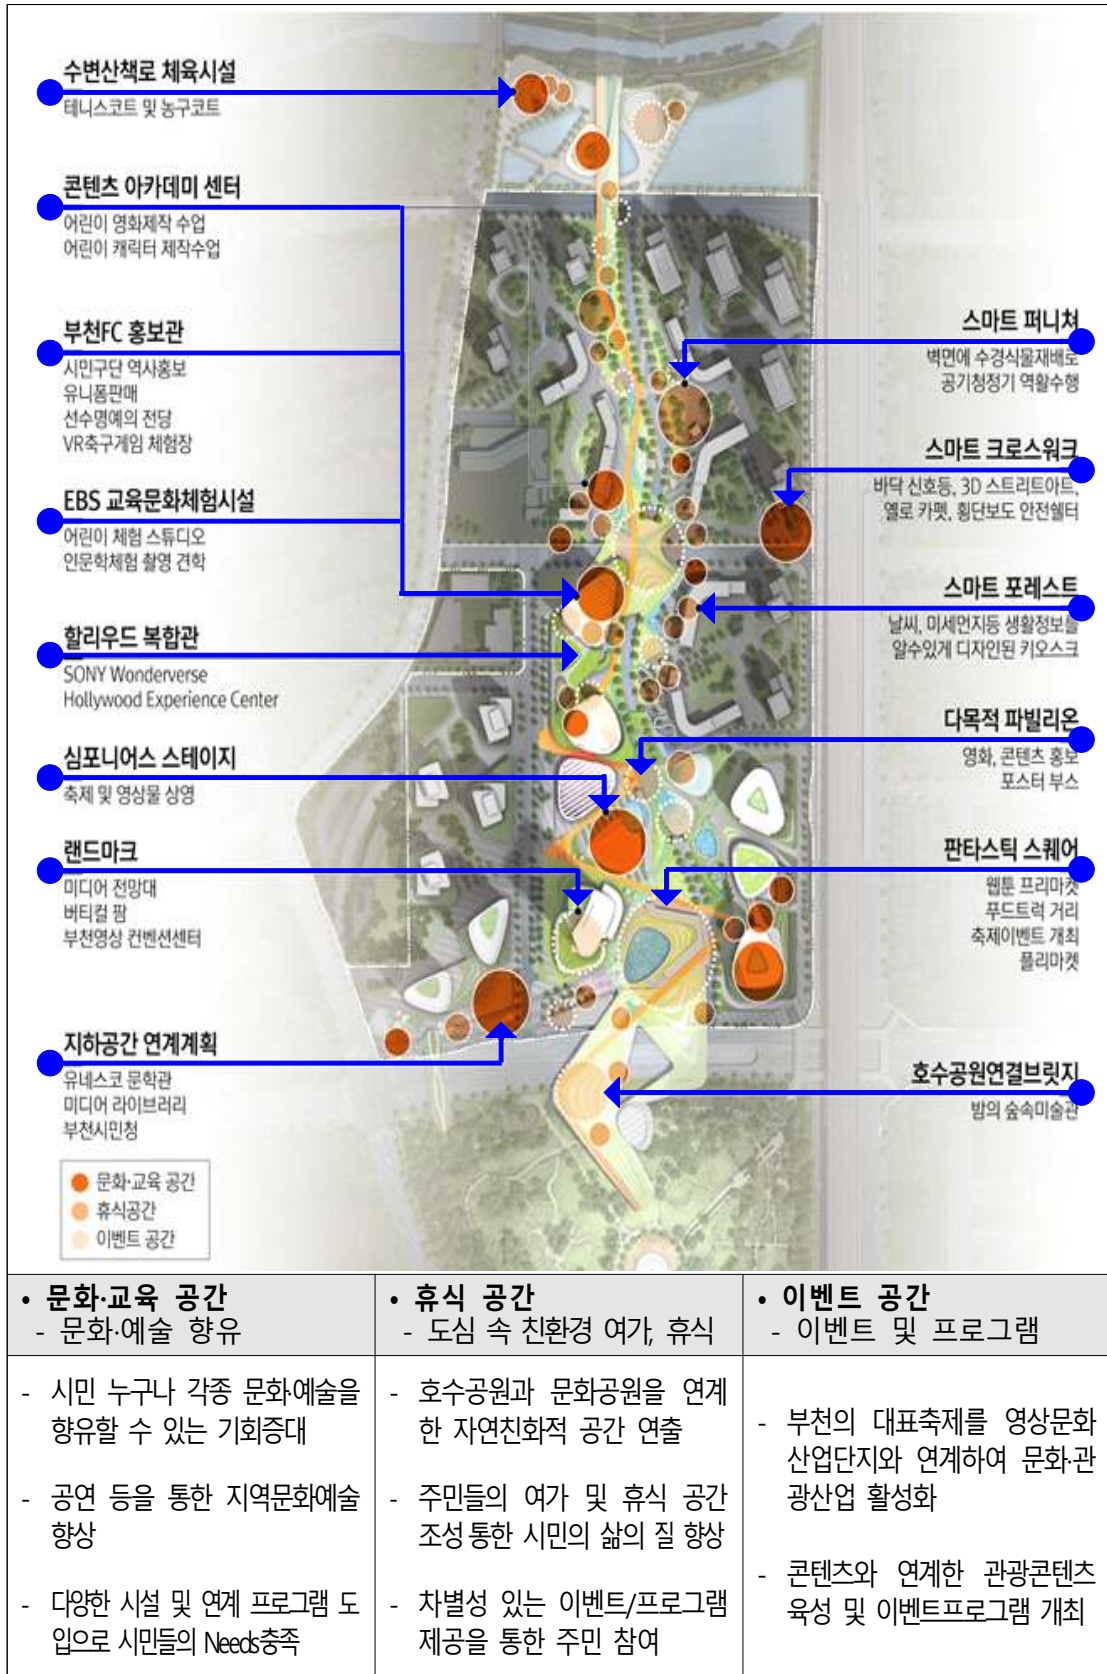 수변산책로 체육시설
테니스코트 및 농구코트
콘텐츠 아카데미 센터
어린이 영화제작 수업
어린이 캐릭터 제작수업
부천FC 홍보관
시민구단 역사홍보
유니폼판매
선수명예의 전당
VR축구게임 체험장
EBS 교육문화체험시설
어린이 체험 스튜디오
인문학체험 촬영 견학
할리우드 복합관
SONY Wonderverse
Hollywood Experience Center
심포니어스 스테이지
축제 및 영상물 상영
랜드마크
미디어 전망대
버티컬 팜
부천영상 컨벤션센터
지하공간 연계계획
유네스코 문학관
미디어 라이브러리
부천시민청
스마트 퍼니쳐
벽면에 수경식물재배로
공기청정기 역활수행
스마트 크로스워크
바닥 신호등, 3D 스트리트아트,
옐로 카펫, 횡단보도 안전쉘터
스마트 포레스트
날씨, 미세먼지등 생활정보를
알수있게 디자인된 키오스크
다목적 파빌리온
영화, 콘텐츠 홍보
포스터 부스
판타스틱 스퀘어
웹툰 프리마켓
푸드트럭 거리
축제이벤트 개최
플리마켓
호수공원연결브릿지
밤의 숲속미술관
문화·교육 공간
휴식공간
이벤트 공간
• 문화·교육 공간
- 문화·예술 향유
- 시민 누구나 각종 문화·예술을
향유할 수 있는 기회증대
- 공연 등을 통한 지역문화예술
향상
- 다양한 시설 및 연계 프로그램 도
입으로 시민들의 Needs충족
• 휴식 공간
- 도심 속 친환경 여가, 휴식
- 호수공원과 문화공원을 연계
한 자연친화적 공간 연출
- 주민들의 여가 및 휴식 공간
조성 통한 시민의 삶의 질 향상
- 차별성 있는 이벤트/프로그램
제공을 통한 주민 참여
• 이벤트 공간
- 이벤트 및 프로그램
- 부천의 대표축제를 영상문화
산업단지와 연계하여 문화·관
광산업 활성화
- 콘텐츠와 연계한 관광콘텐츠
육성 및 이벤트프로그램 개최